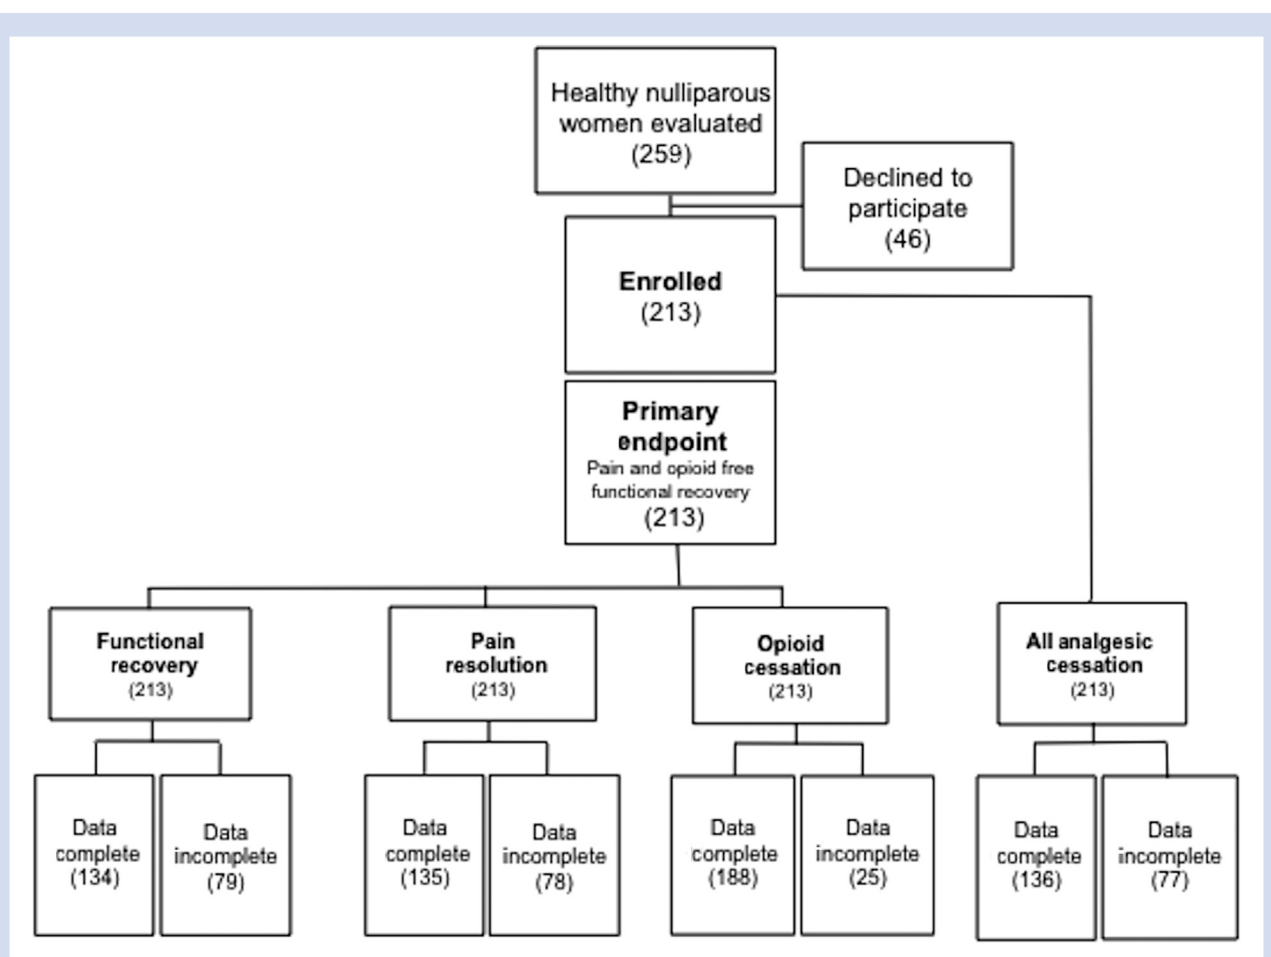 Healthy nulliparous
women evaluated
(259)
Declined to
participate
(46)
Enrolled
(213)
Primary
endpoint
Pain and opioid free
functional recovery
(213)
Functional
recovery
(213)
Pain
resolution
(213)
Opioid
cessation
(213)
All analgesic
cessation
(213)
Data
complete
(134)
Data
incomplete
(79)
Data
complete
(135)
Data
incomplete
(78)
Data
complete
(188)
Data
incomplete
(25)
Data
complete
(136)
Data
incomplete
(77)